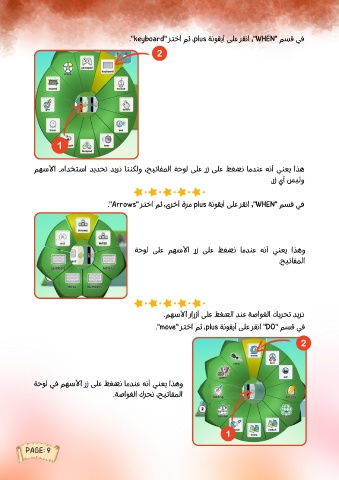 في قسم "WHEN"، انقر على أيقونة plus، ثم اختر "keyboard".
2
1
هذا يعني أنه عندما نضغط على زر على لوحة المفاتيح، ولكننا نريد تحديد استخدام الأسهم
وليس أي زر.
في قسم "WHEN"، انقر على أيقونة plus مرة أخرى، ثم اختر "Arrows".
وهذا يعني أنه عندما نضغط على زر الأسهم على لوحة
المفاتيح.
نريد تحريك الغواصة عند الضغط على أزرار الأسهم.
في قسم "DO" انقر على أيقونة plus، ثم اختر "move".
2
وهذا يعني أنه عندما نضغط على زر الأسهم في لوحة
المفاتيح، نحرك الغواصة.
1
PAGE: 9